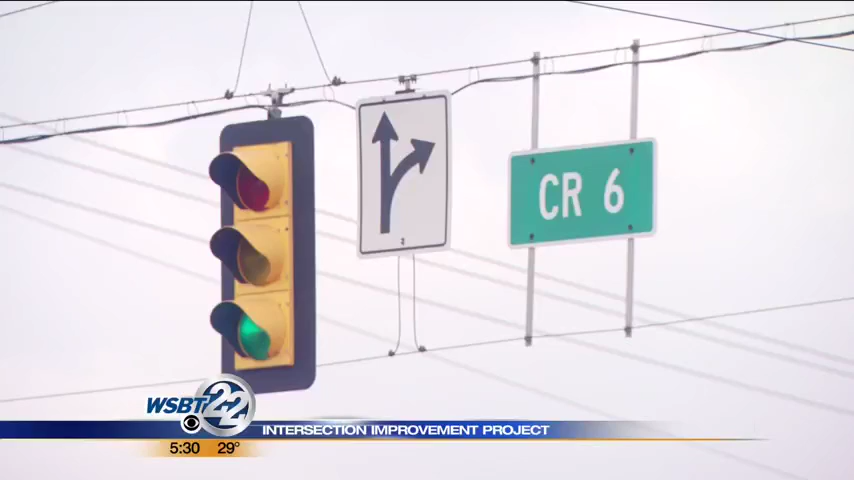 CR 6
WSBT 22
INTERSECTION IMPROVEMENT PROJECT
5:30 29°